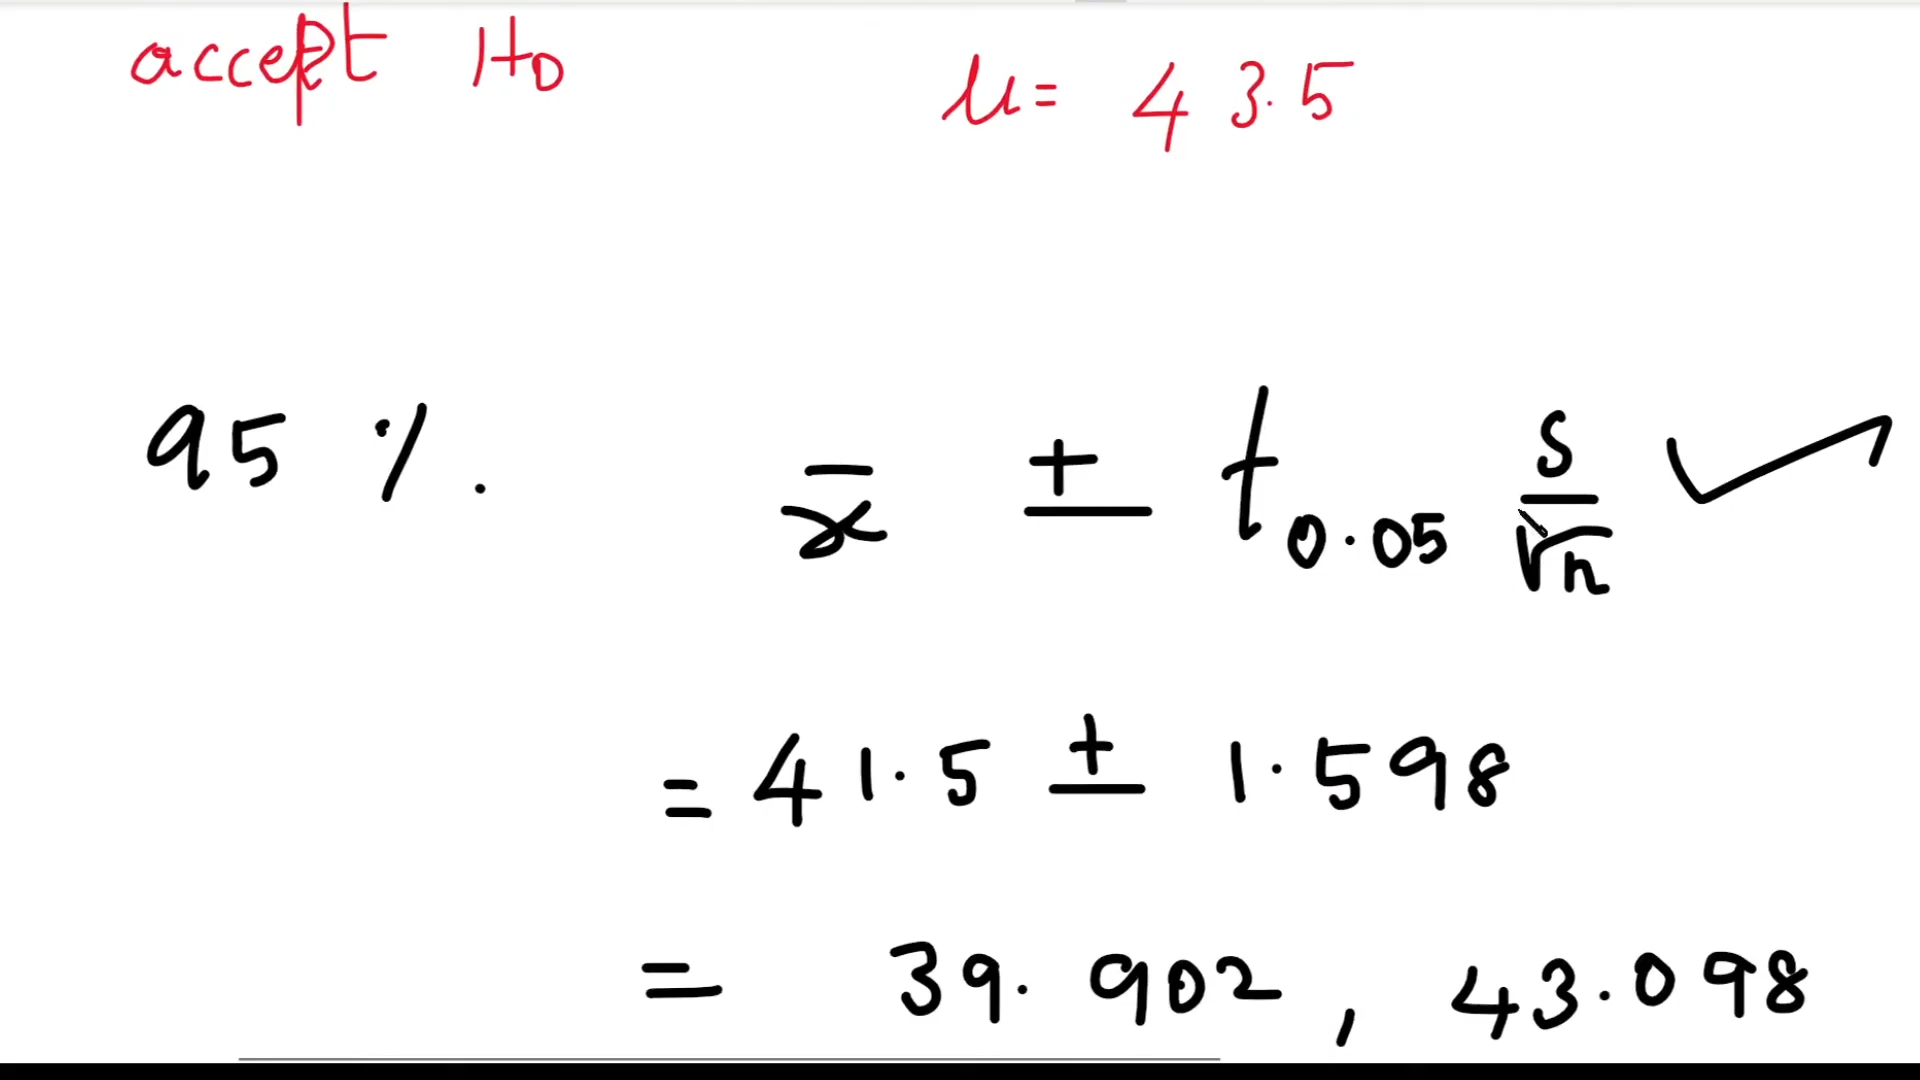 accept H₀
μ = 43.5
95 %. x̄ ± t₀.₀₅ s/√n
= 41.5 ± 1.598
= 39.902, 43.098